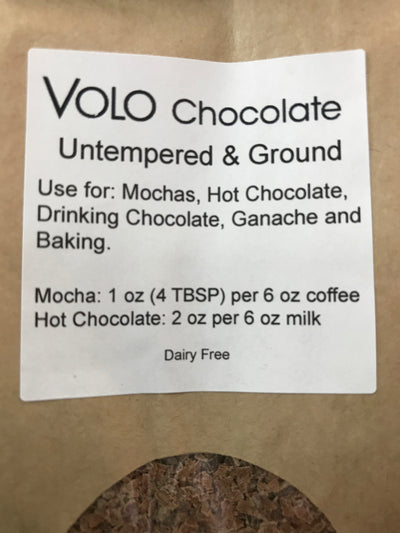 VOLO Chocolate
Untempered & Ground
Use for: Mochas, Hot Chocolate,
Drinking Chocolate, Ganache and
Baking.
Mocha: 1 oz (4 TBSP) per 6 oz coffee
Hot Chocolate: 2 oz per 6 oz milk
Dairy Free